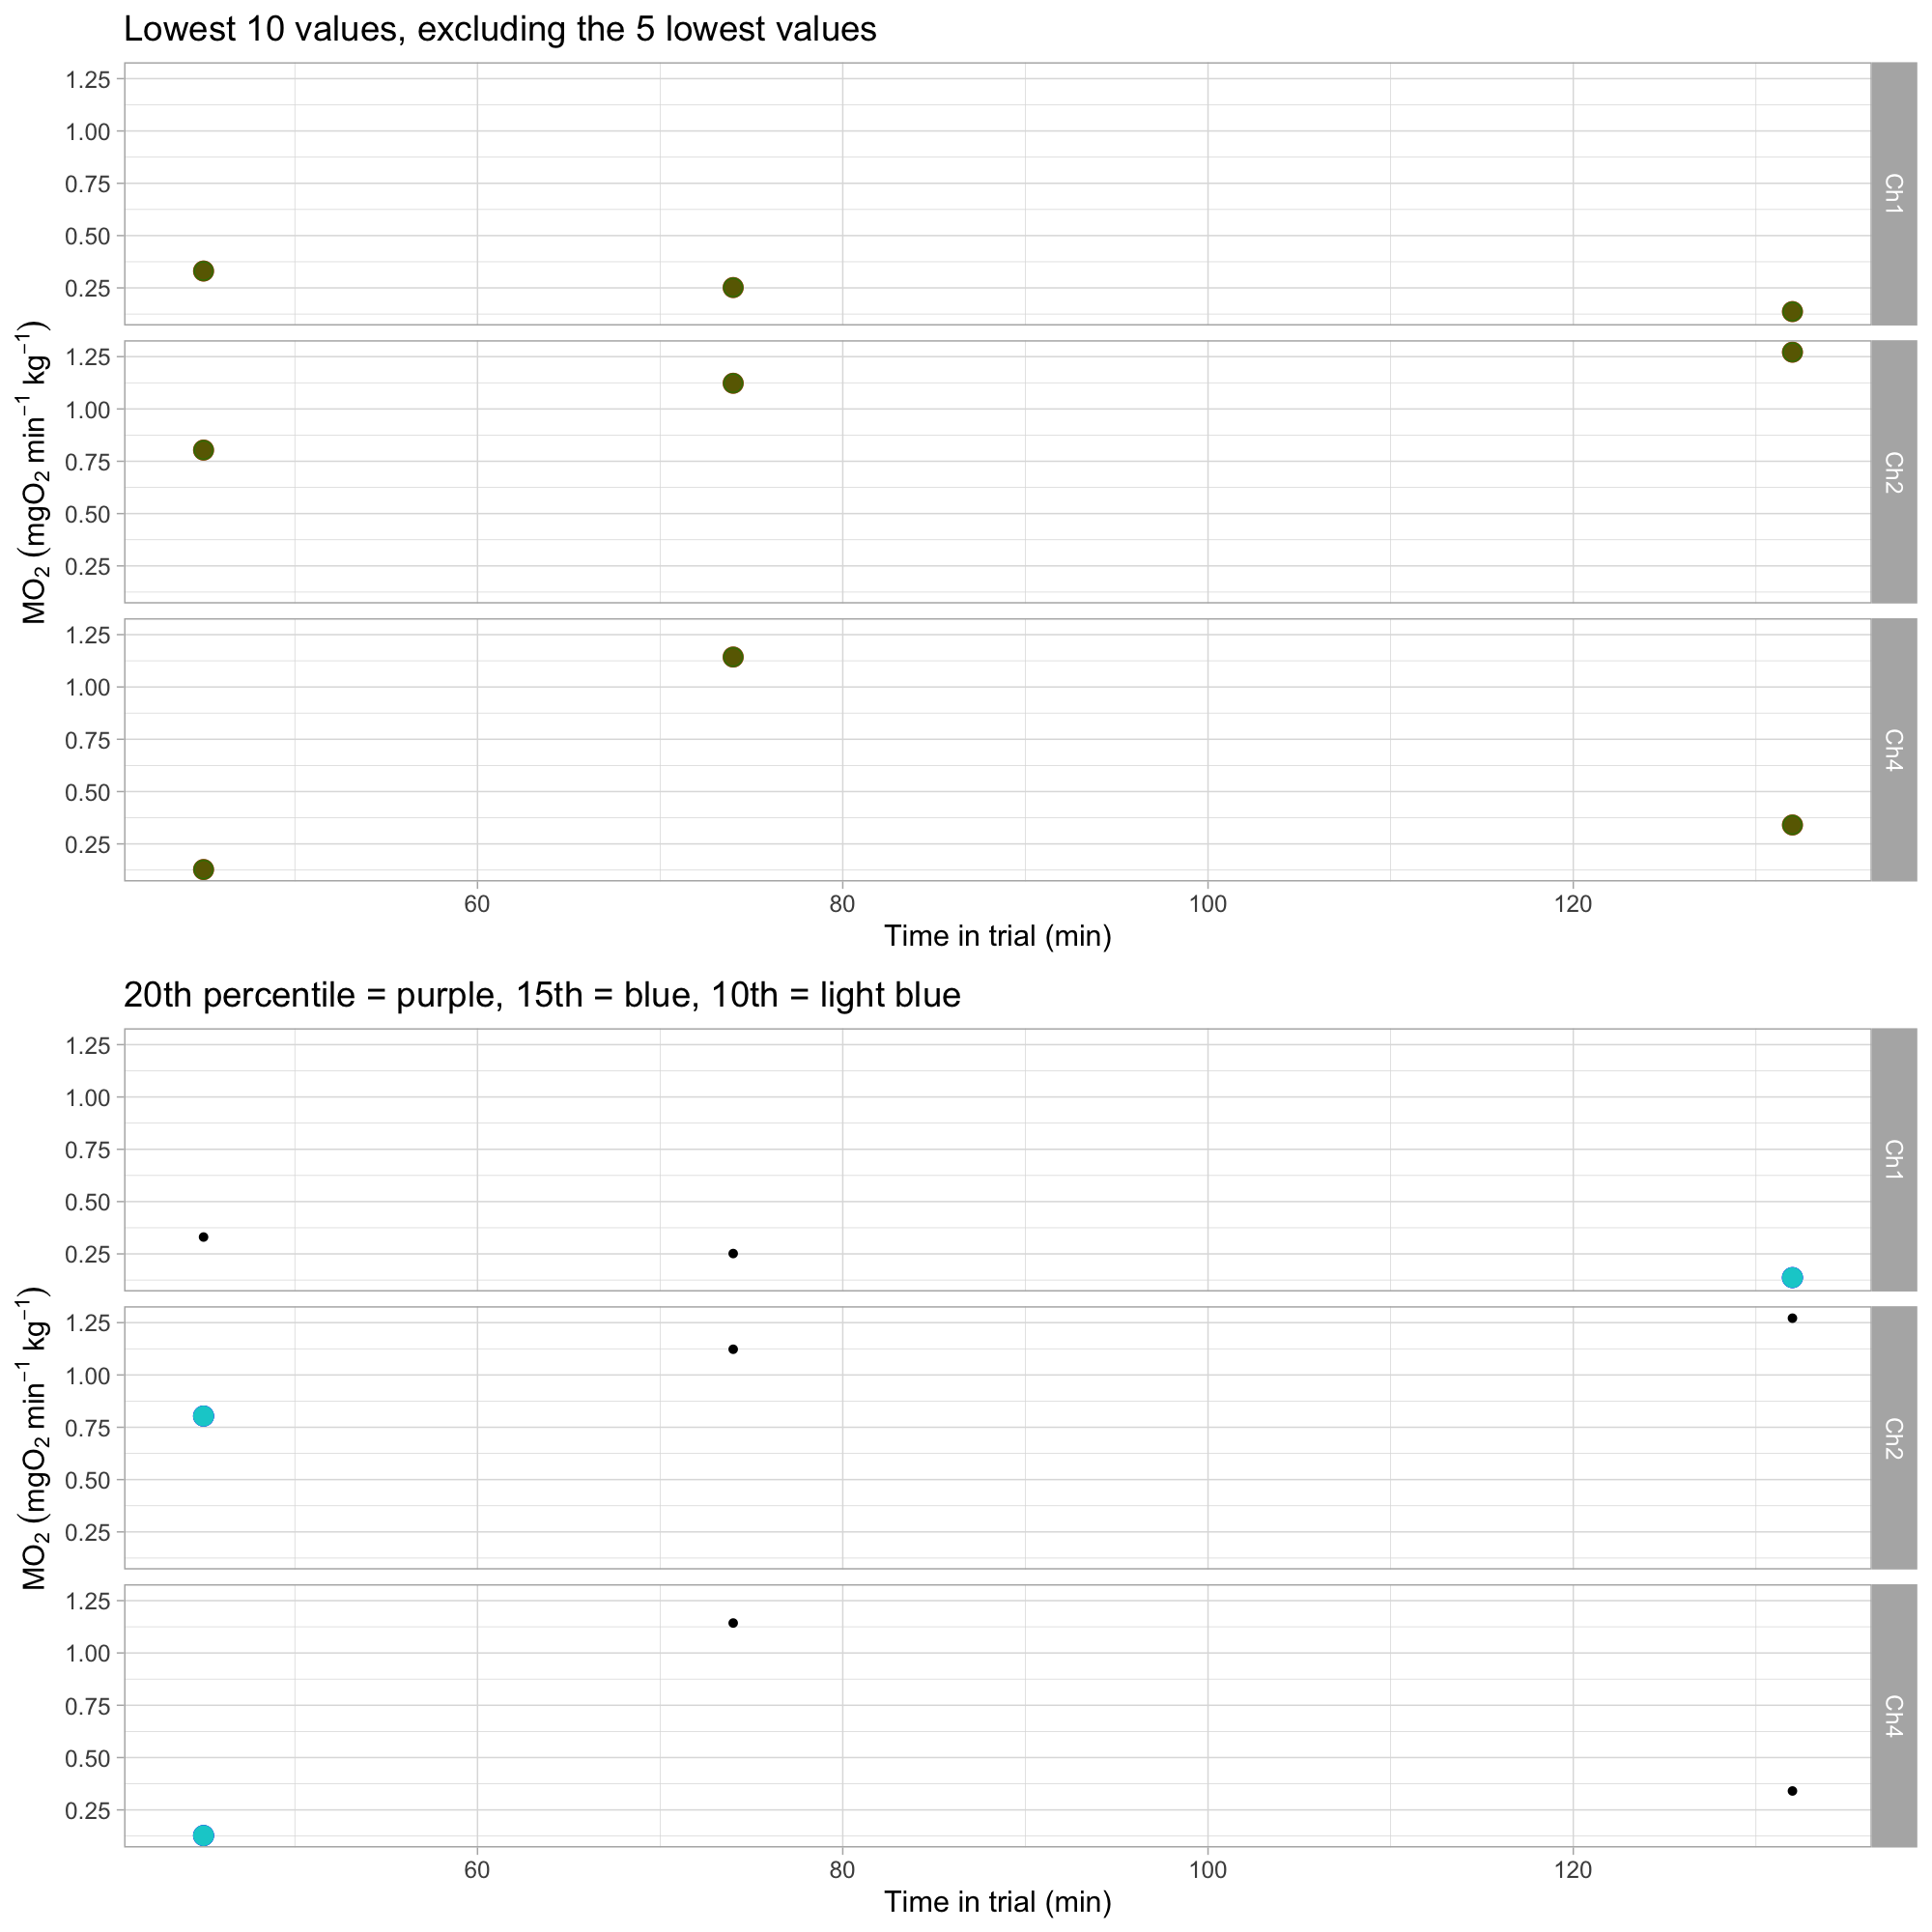 Lowest 10 values, excluding the 5 lowest values
MO₂ (mgO₂ min⁻¹ kg⁻¹)
1.25
1.00
0.75
0.50
0.25
Ch1
1.25
1.00
0.75
0.50
0.25
Ch2
1.25
1.00
0.75
0.50
0.25
Ch4
60 80 100 120
Time in trial (min)
20th percentile = purple, 15th = blue, 10th = light blue
MO₂ (mgO₂ min⁻¹ kg⁻¹)
1.25
1.00
0.75
0.50
0.25
Ch1
1.25
1.00
0.75
0.50
0.25
Ch2
1.25
1.00
0.75
0.50
0.25
Ch4
60 80 100 120
Time in trial (min)